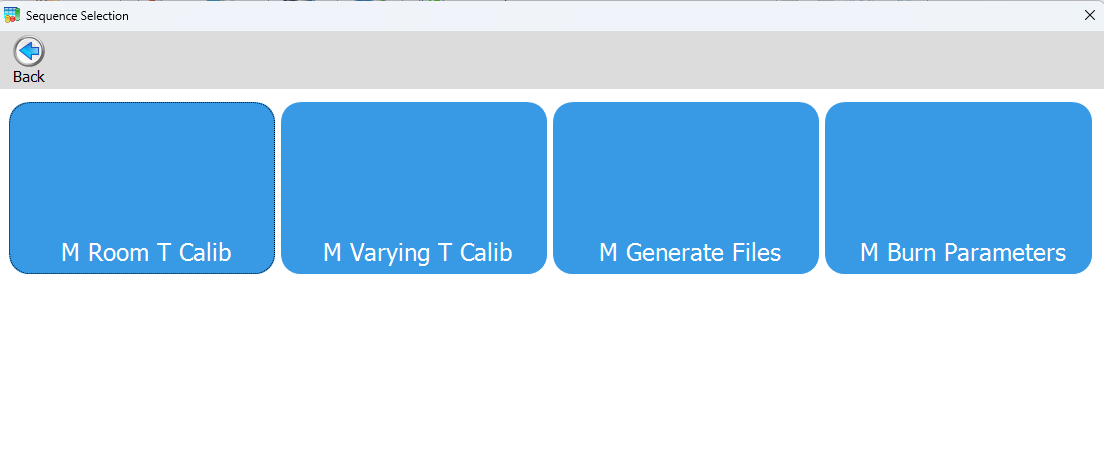 Sequence Selection
Back
M Room T Calib
M Varying T Calib
M Generate Files
M Burn Parameters